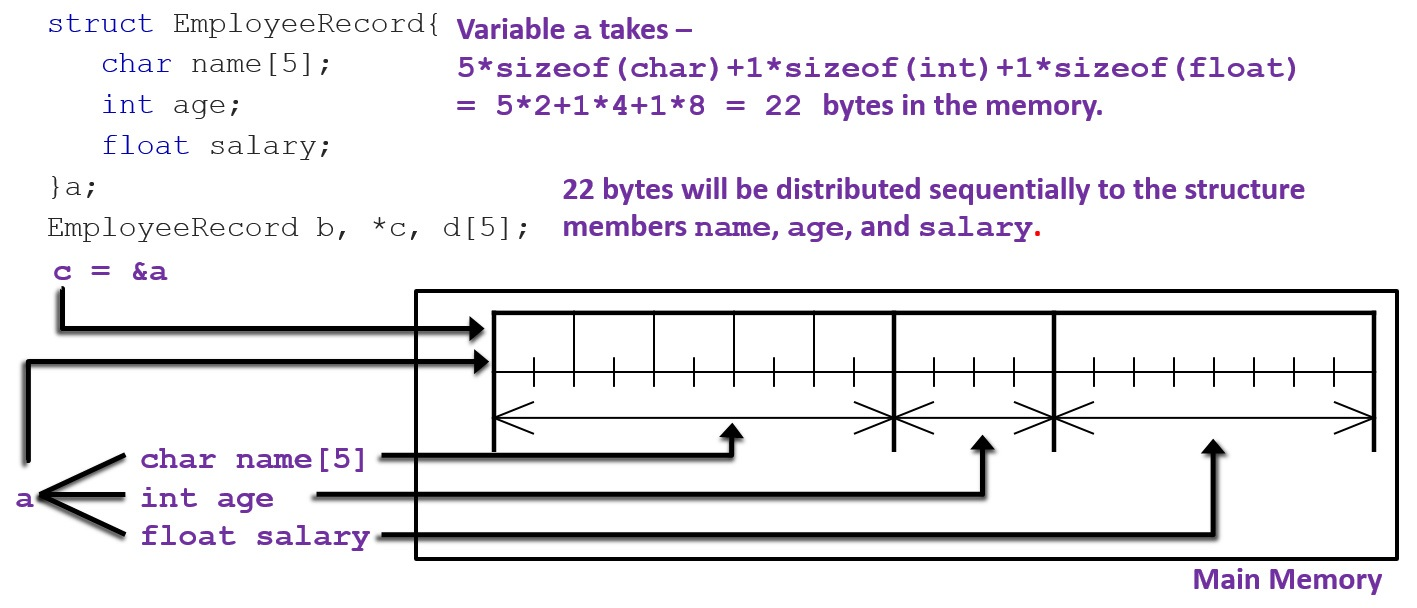 struct EmployeeRecord{
char name[5];
int age;
float salary;
}a;
EmployeeRecord b, *c, d[5];
Variable a takes –
5*sizeof(char)+1*sizeof(int)+1*sizeof(float)
= 5*2+1*4+1*8 = 22 bytes in the memory.
22 bytes will be distributed sequentially to the structure
members name, age, and salary.
c = &a
char name[5]
a int age
float salary
Main Memory